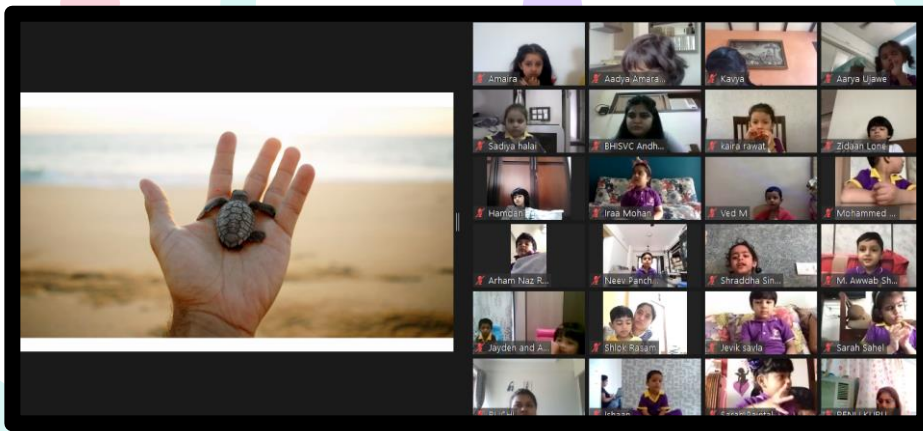 Amaira
Aadya Amara...
Kavya
Aarya Ujawe
Sadiya halai
BHISVC Andh...
kaira rawat
Zidaan Lone
Hamdan
Iraa Mohan
Ved M
Mohammed ...
Arham Naz R...
Neev Panch...
Shraddha Sin...
M. Awwab Sh...
Jayden and A...
Shlok Rasam
Jevik savla
Sarah Sahel
Ishaan